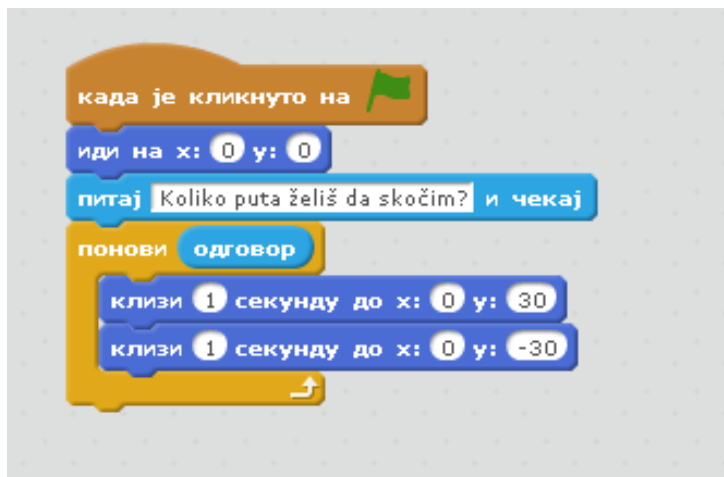 када је кликнуто на
иди на x: 0 y: 0
питај Koliko puta želiš da skočim? и чекај
понови одговор
клизи 1 секунду до x: 0 y: 30
клизи 1 секунду до x: 0 y: -30